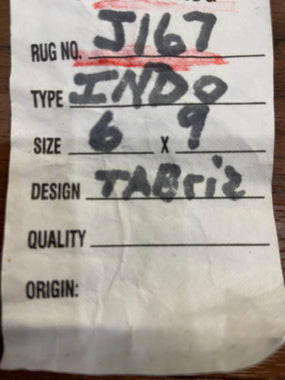 RUG NO. J167
TYPE INDO
SIZE 6 X 9
DESIGN TABriz
QUALITY
ORIGIN: